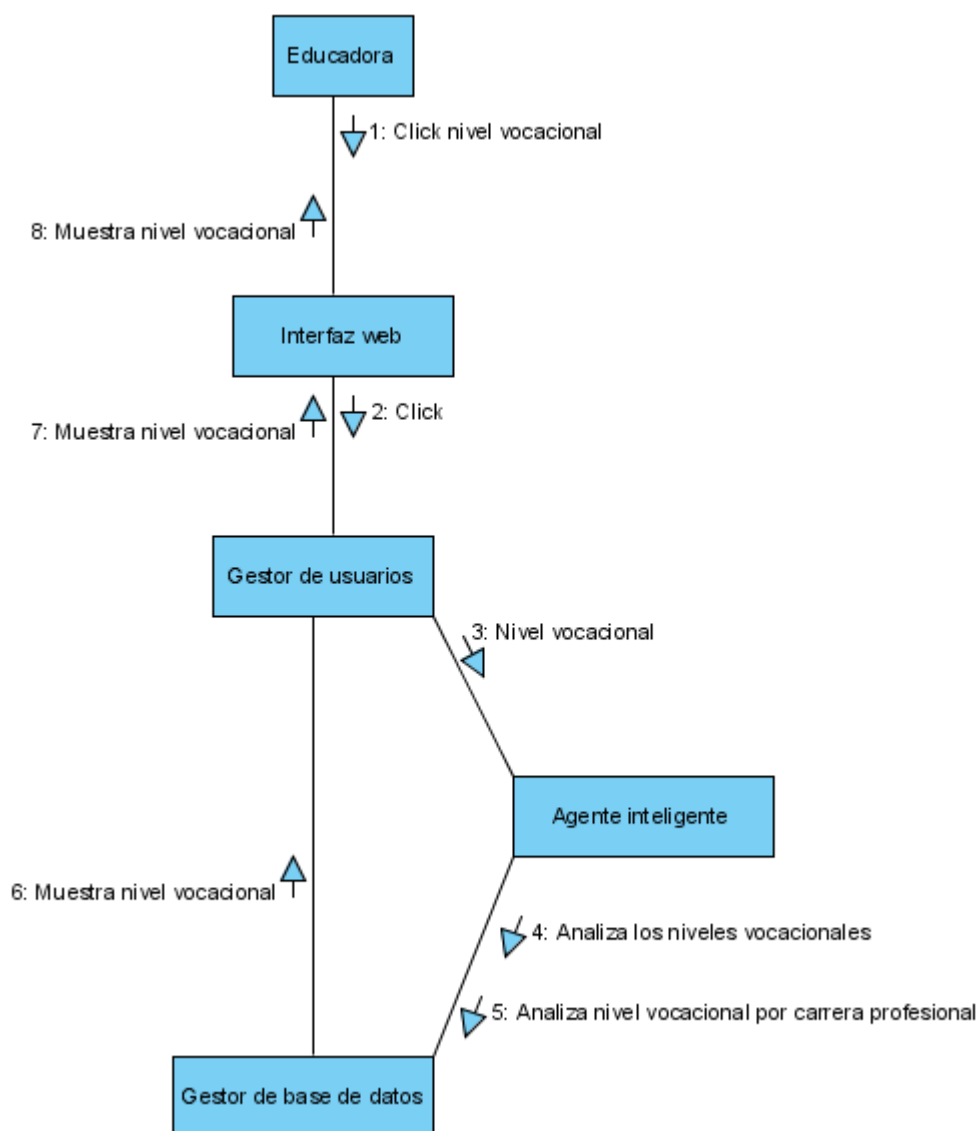 Educadora
1: Click nivel vocacional
8: Muestra nivel vocacional
Interfaz web
2: Click
7: Muestra nivel vocacional
Gestor de usuarios
3: Nivel vocacional
Agente inteligente
6: Muestra nivel vocacional
4: Analiza los niveles vocacionales
5: Analiza nivel vocacional por carrera profesional
Gestor de base de datos